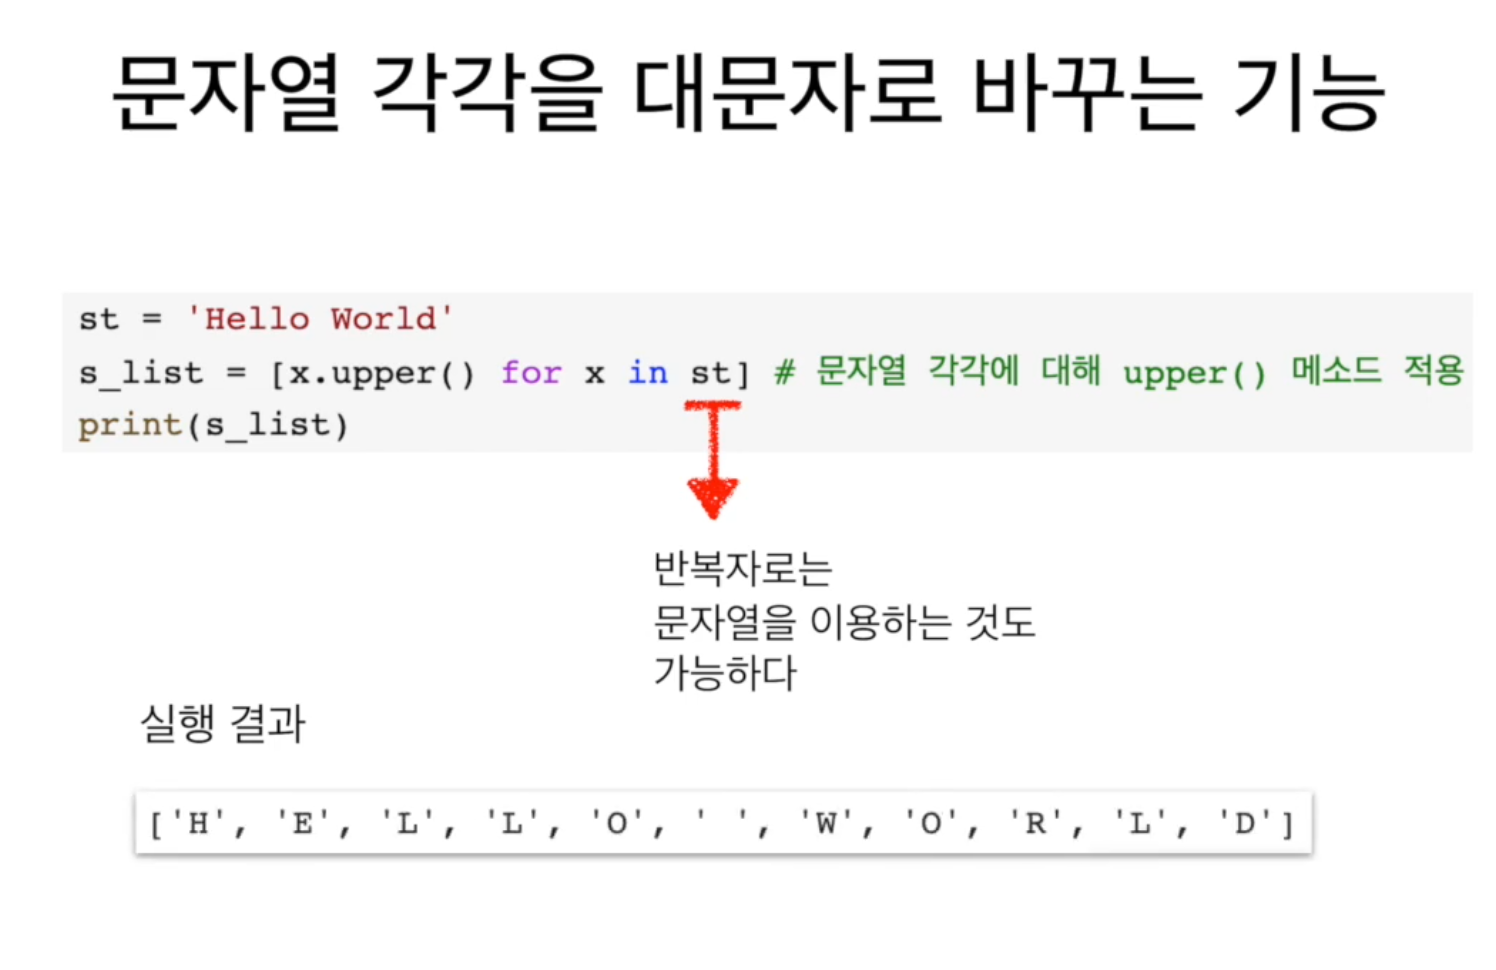 문자열 각각을 대문자로 바꾸는 기능
st = 'Hello World'
s_list = [x.upper() for x in st] # 문자열 각각에 대해 upper() 메소드 적용
print(s_list)
반복자로는
문자열을 이용하는 것도
가능하다
실행 결과
['H', 'E', 'L', 'L', 'O', ' ', 'W', 'O', 'R', 'L', 'D']